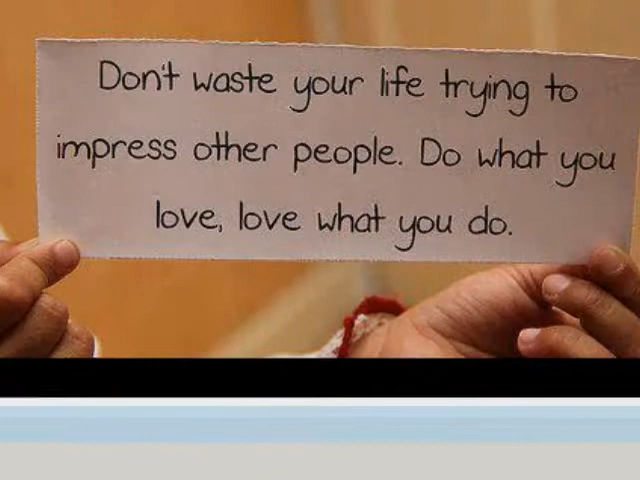 Don't waste your life trying to
impress other people. Do what you
love, love what you do.